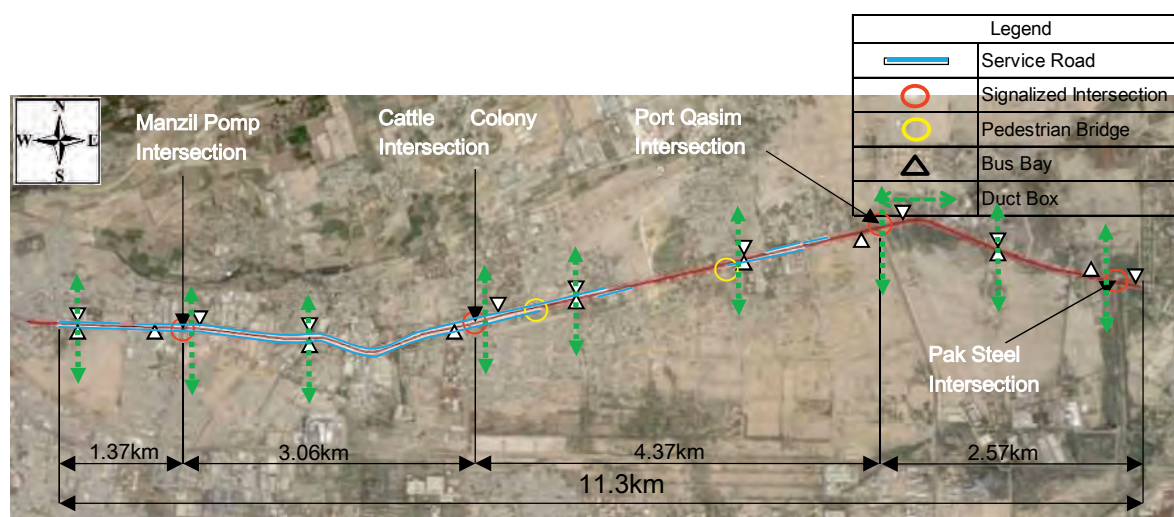 Legend
Service Road
Signalized Intersection
Pedestrian Bridge
Bus Bay
Duct Box
N
W E
S
Manzil Pomp
Intersection
Cattle Colony
Intersection
Port Qasim
Intersection
Pak Steel
Intersection
1.37km
3.06km
4.37km
2.57km
11.3km